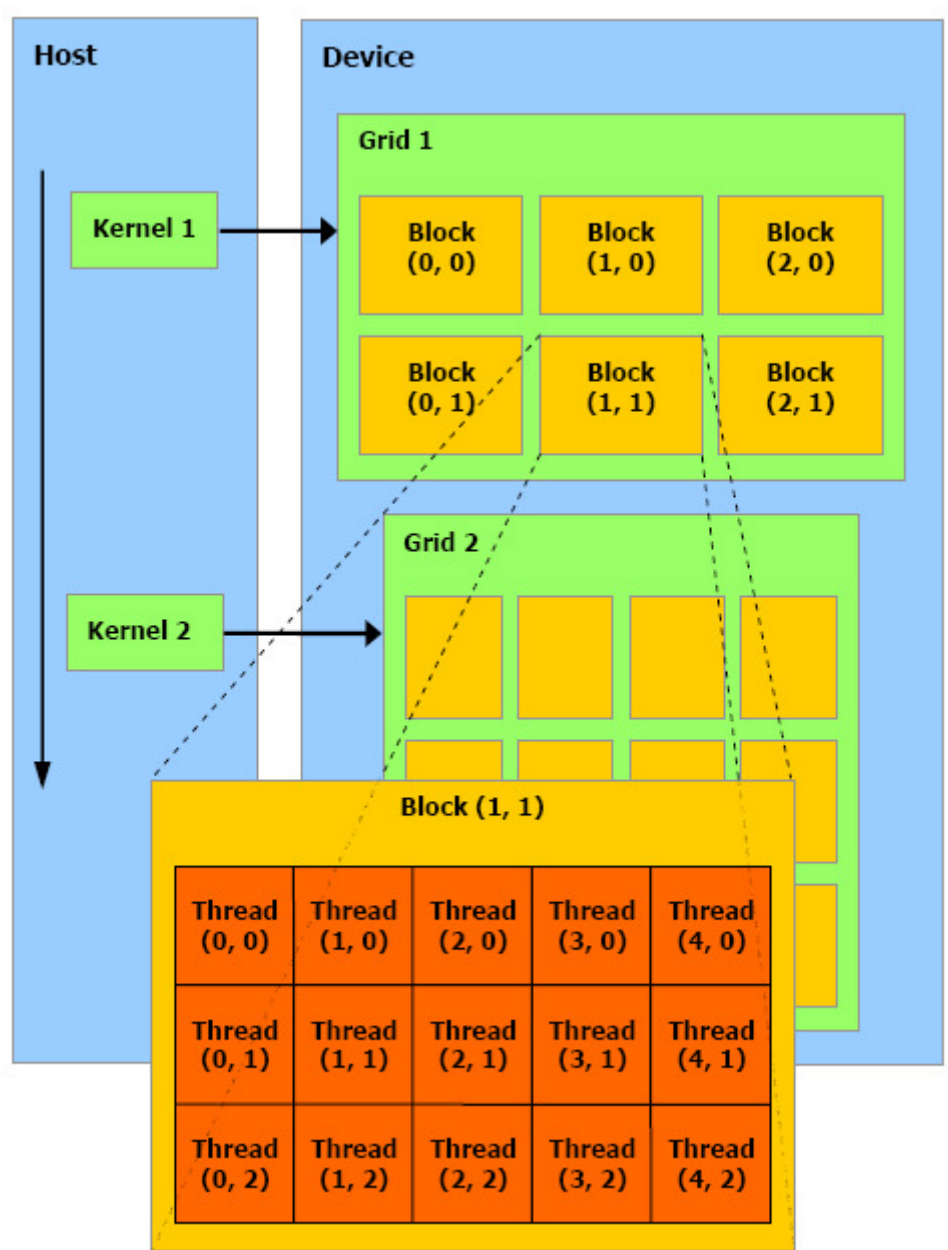 Host
Device
Grid 1
Kernel 1
Block
(0, 0)
Block
(1, 0)
Block
(2, 0)
Block
(0, 1)
Block
(1, 1)
Block
(2, 1)
Grid 2
Kernel 2
Block (1, 1)
Thread
(0, 0)
Thread
(1, 0)
Thread
(2, 0)
Thread
(3, 0)
Thread
(4, 0)
Thread
(0, 1)
Thread
(1, 1)
Thread
(2, 1)
Thread
(3, 1)
Thread
(4, 1)
Thread
(0, 2)
Thread
(1, 2)
Thread
(2, 2)
Thread
(3, 2)
Thread
(4, 2)